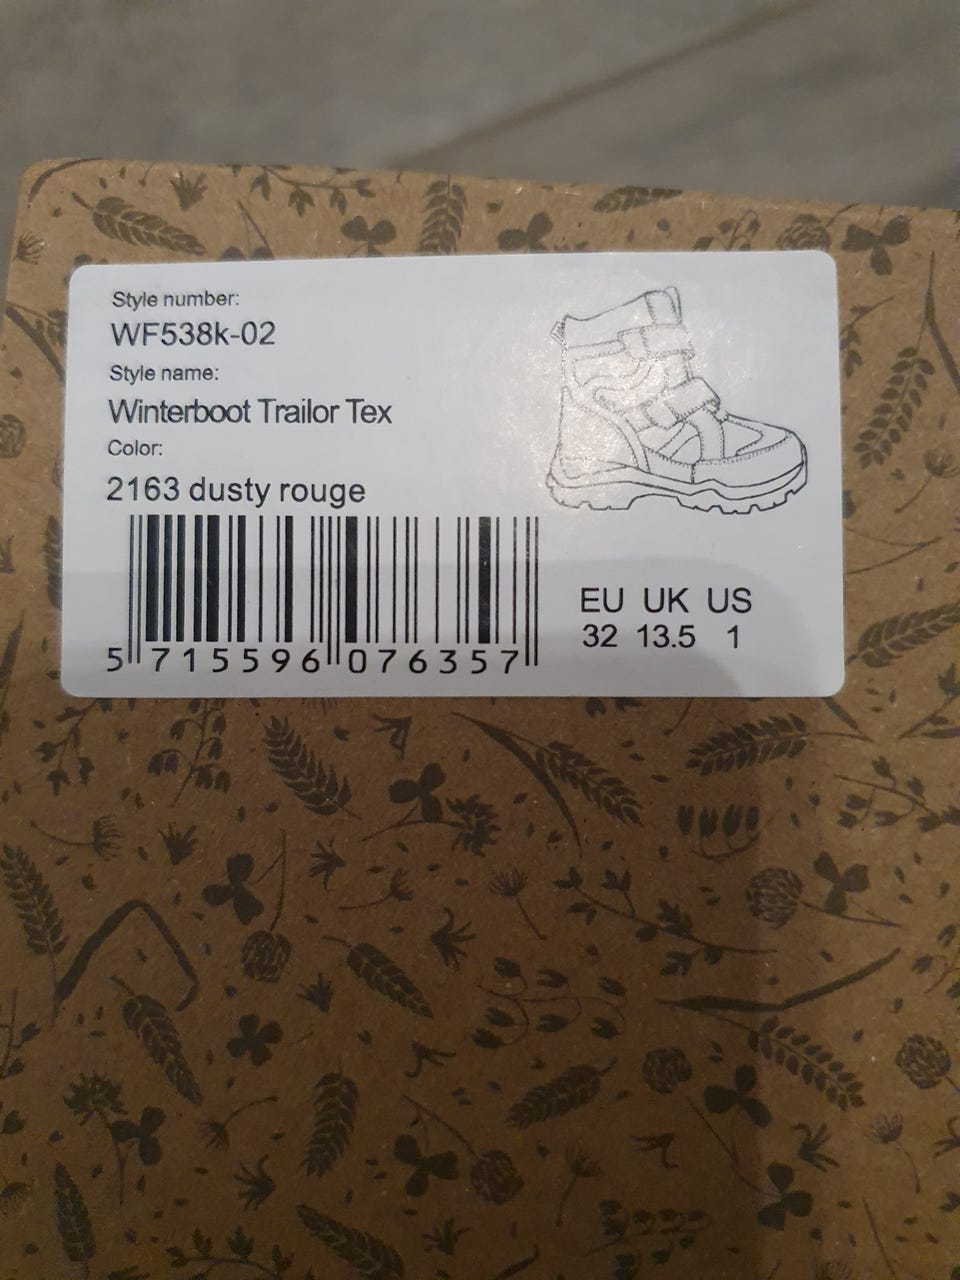 Style number:
WF538k-02
Style name:
Winterboot Trailor Tex
Color:
2163 dusty rouge
5 715596 076357
EU UK US
32 13.5 1